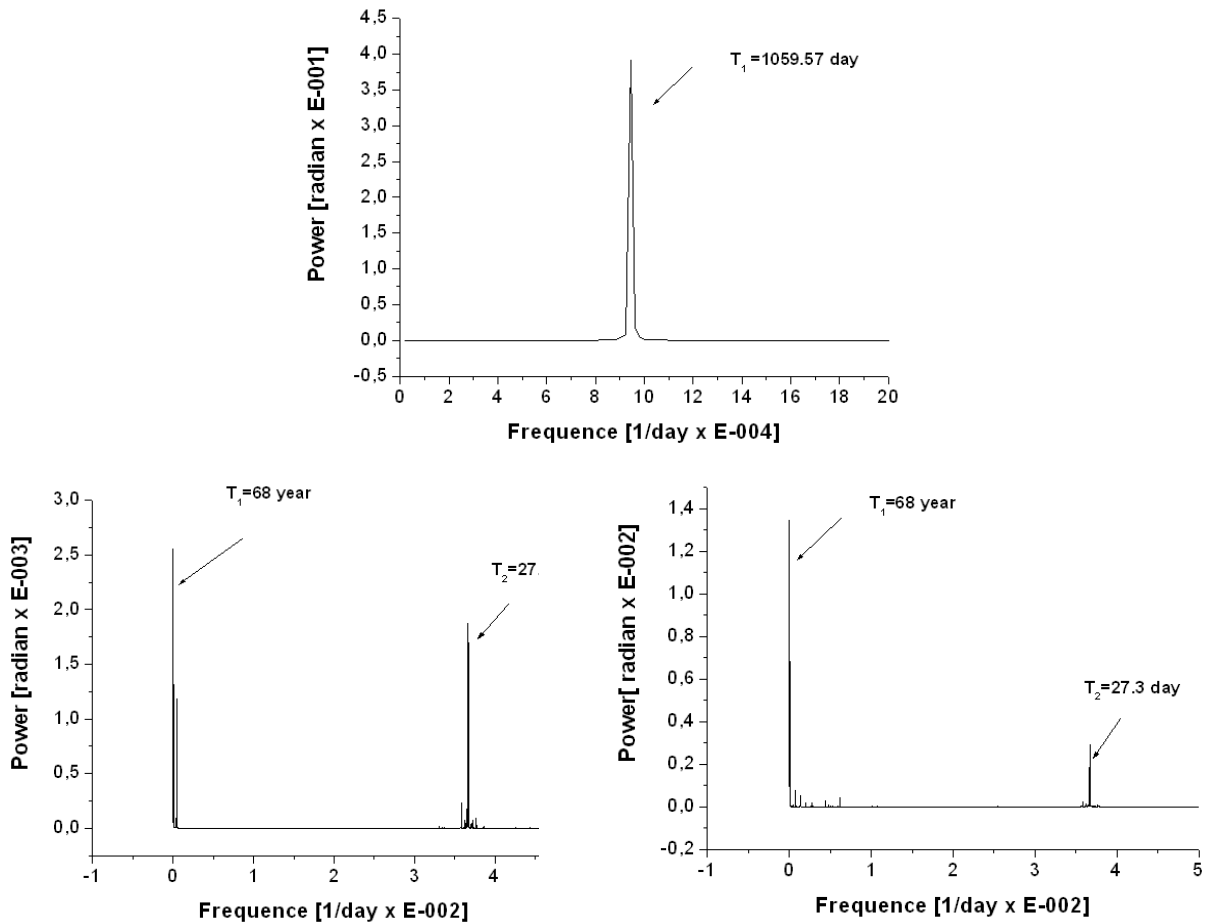 4,5
4,0
3,5
3,0
2,5
2,0
1,5
1,0
0,5
0,0
-0,5
Power [radian x E-001]
T1 =1059.57 day
0 2 4 6 8 10 12 14 16 18 20
Frequence [1/day x E-004]
3,0
2,5
2,0
1,5
1,0
0,5
0,0
Power [radian x E-003]
T1=68 year
T2=27.
-1 0 1 2 3 4
Frequence [1/day x E-002]
1,4
1,2
1,0
0,8
0,6
0,4
0,2
0,0
-0,2
Power[ radian x E-002]
T1=68 year
T2=27.3 day
-1 0 1 2 3 4 5
Frequence [1/day x E-002]